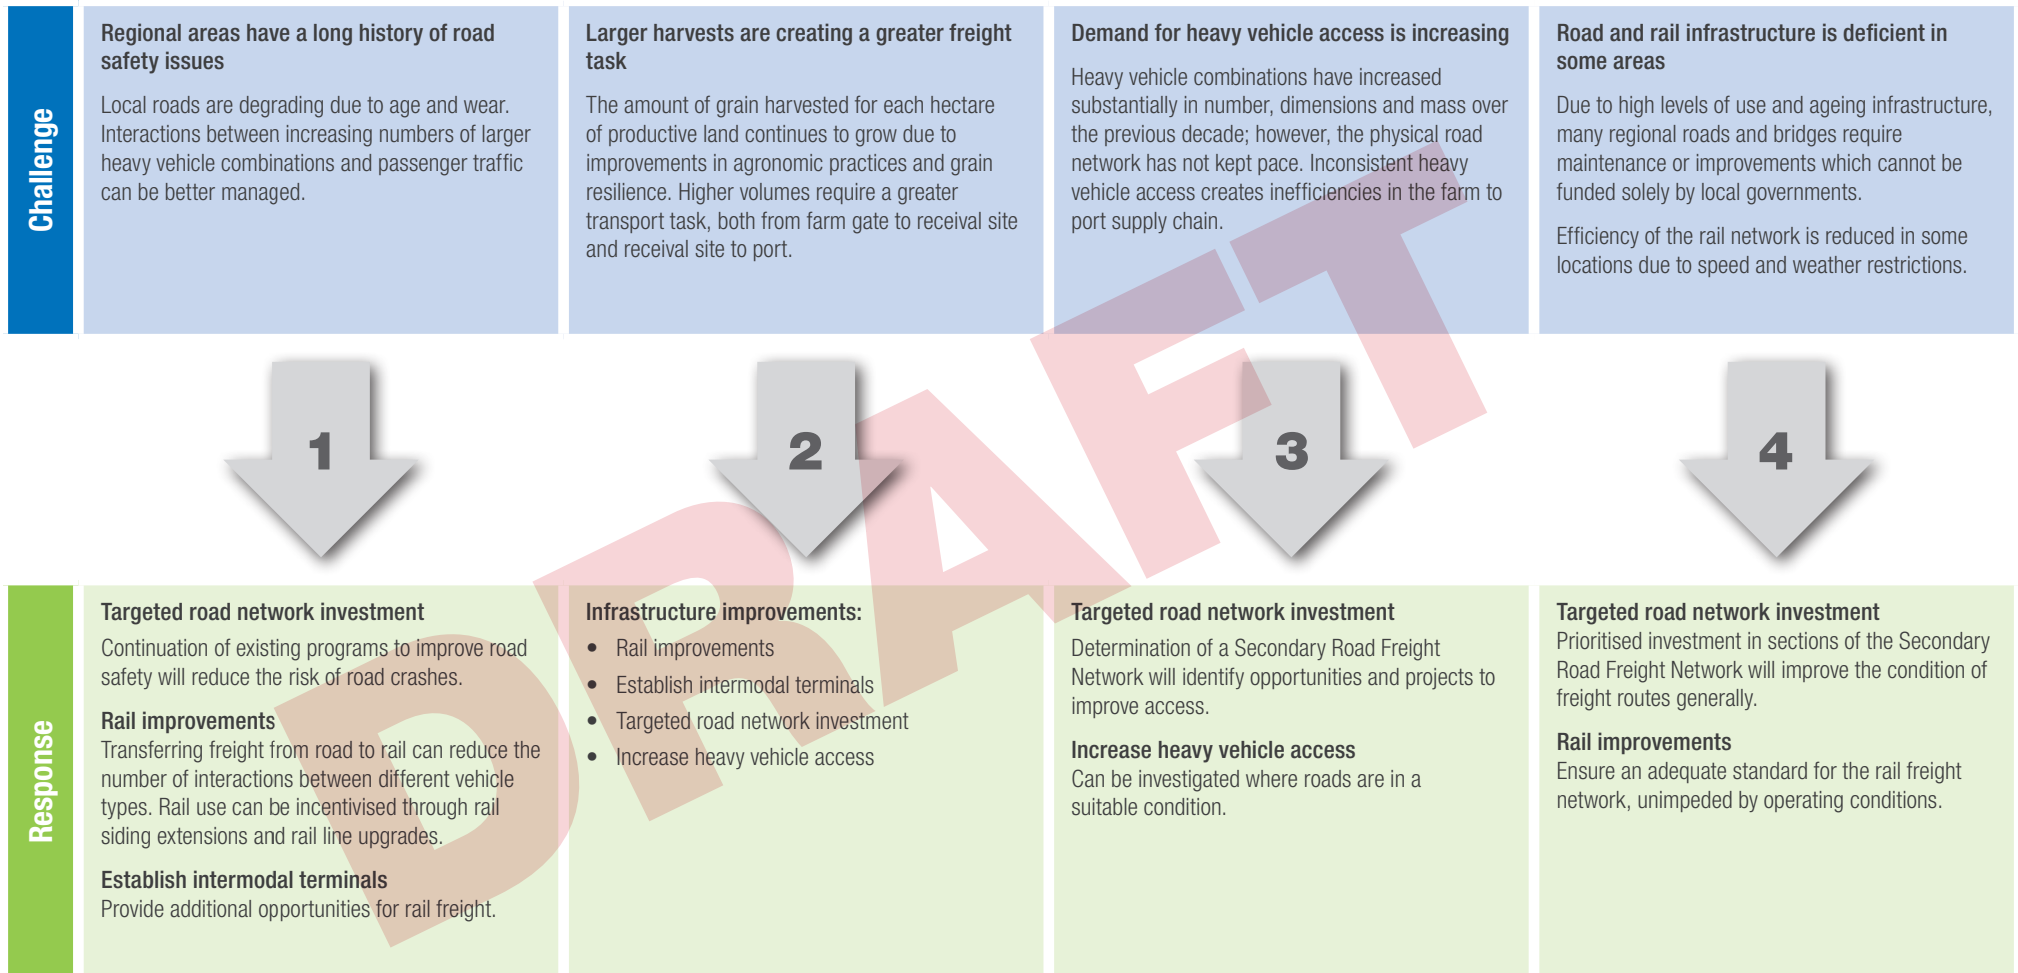 Challenge
Regional areas have a long history of road
safety issues
Local roads are degrading due to age and wear.
Interactions between increasing numbers of larger
heavy vehicle combinations and passenger traffic
can be better managed.
Larger harvests are creating a greater freight
task
The amount of grain harvested for each hectare
of productive land continues to grow due to
improvements in agronomic practices and grain
resilience. Higher volumes require a greater
transport task, both from farm gate to receival site
and receival site to port.
Demand for heavy vehicle access is increasing
Heavy vehicle combinations have increased
substantially in number, dimensions and mass over
the previous decade; however, the physical road
network has not kept pace. Inconsistent heavy
vehicle access creates inefficiencies in the farm to
port supply chain.
Road and rail infrastructure is deficient in
some areas
Due to high levels of use and ageing infrastructure,
many regional roads and bridges require
maintenance or improvements which cannot be
funded solely by local governments.
Efficiency of the rail network is reduced in some
locations due to speed and weather restrictions.
1
2
3
4
DRAFT
Response
Targeted road network investment
Continuation of existing programs to improve road
safety will reduce the risk of road crashes.
Rail improvements
Transferring freight from road to rail can reduce the
number of interactions between different vehicle
types. Rail use can be incentivised through rail
siding extensions and rail line upgrades.
Establish intermodal terminals
Provide additional opportunities for rail freight.
Infrastructure improvements:
• Rail improvements
• Establish intermodal terminals
• Targeted road network investment
• Increase heavy vehicle access
Targeted road network investment
Determination of a Secondary Road Freight
Network will identify opportunities and projects to
improve access.
Increase heavy vehicle access
Can be investigated where roads are in a
suitable condition.
Targeted road network investment
Prioritised investment in sections of the Secondary
Road Freight Network will improve the condition of
freight routes generally.
Rail improvements
Ensure an adequate standard for the rail freight
network, unimpeded by operating conditions.